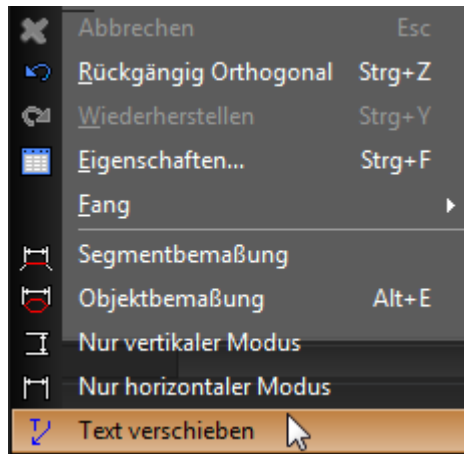 Abbrechen Esc
Rückgängig Orthogonal Strg+Z
Wiederherstellen Strg+Y
Eigenschaften... Strg+F
Fang
Segmentbemaßung
Objektbemaßung Alt+E
Nur vertikaler Modus
Nur horizontaler Modus
Text verschieben